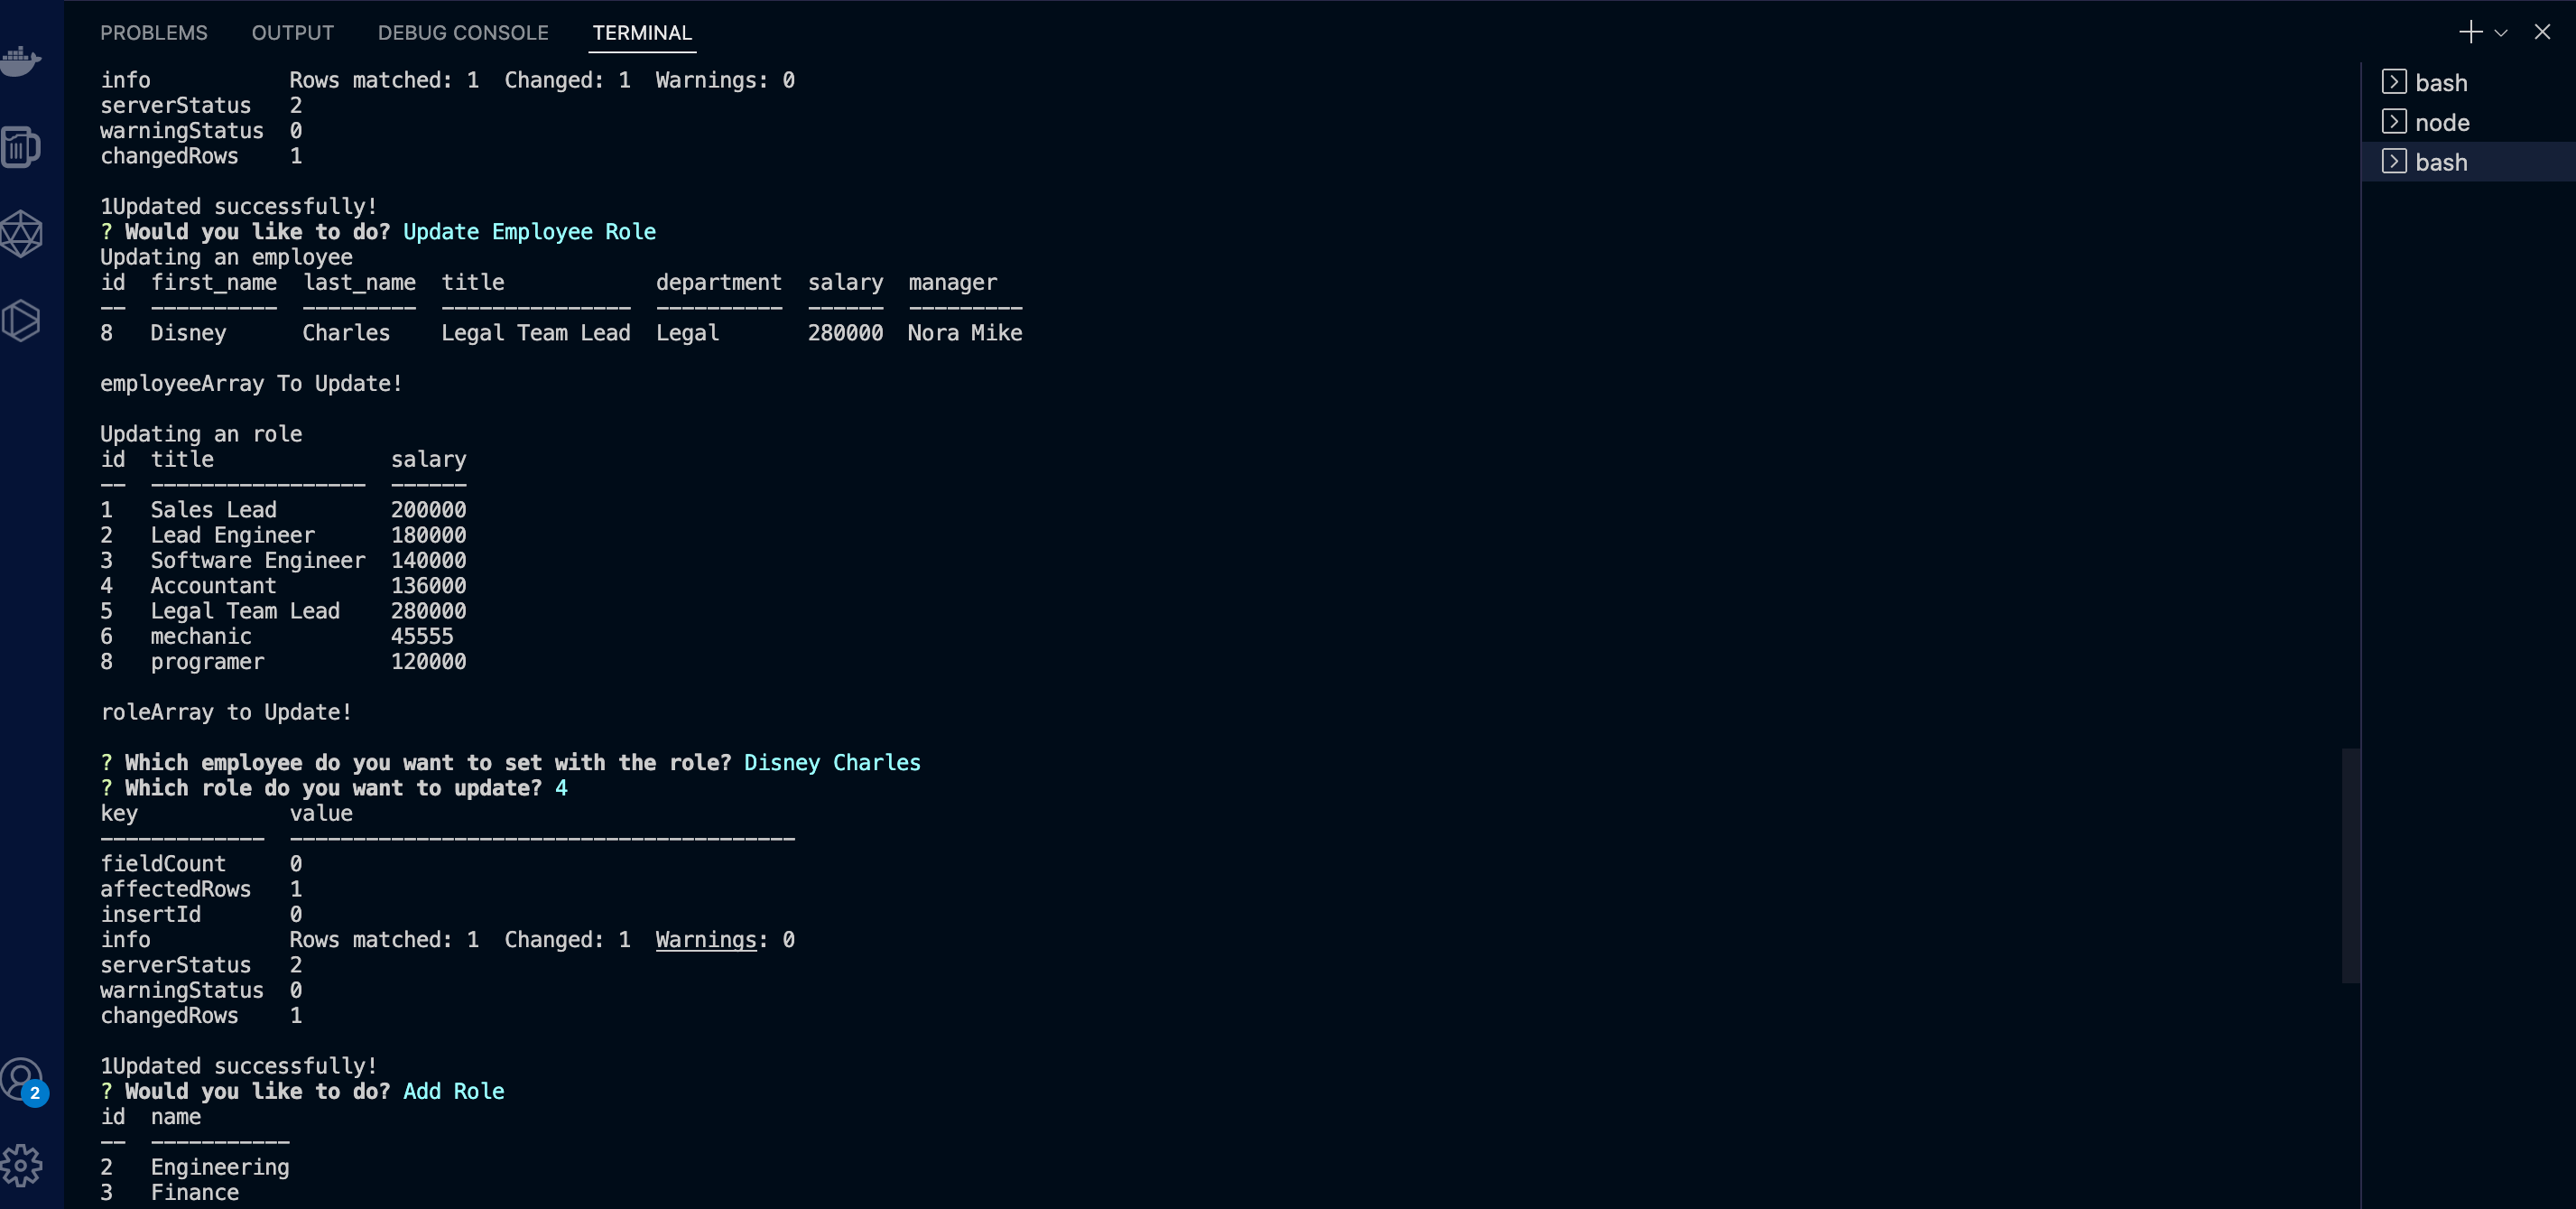 PROBLEMS OUTPUT DEBUG CONSOLE TERMINAL
info Rows matched: 1 Changed: 1 Warnings: 0
serverStatus 2
warningStatus 0
changedRows 1
1Updated successfully!
? Would you like to do? Update Employee Role
Updating an employee
id first_name last_name title department salary manager
-- ---------- --------- --------------- ---------- ------ ---------
8 Disney Charles Legal Team Lead Legal 280000 Nora Mike
employeeArray To Update!
Updating an role
id title salary
-- ----------------- ------
1 Sales Lead 200000
2 Lead Engineer 180000
3 Software Engineer 140000
4 Accountant 136000
5 Legal Team Lead 280000
6 mechanic 45555
8 programer 120000
roleArray to Update!
? Which employee do you want to set with the role? Disney Charles
? Which role do you want to update? 4
key value
------------- ----------------------------------------
fieldCount 0
affectedRows 1
insertId 0
info Rows matched: 1 Changed: 1 Warnings: 0
serverStatus 2
warningStatus 0
changedRows 1
1Updated successfully!
? Would you like to do? Add Role
id name
-- -----------
2 Engineering
3 Finance
bash
node
bash
2